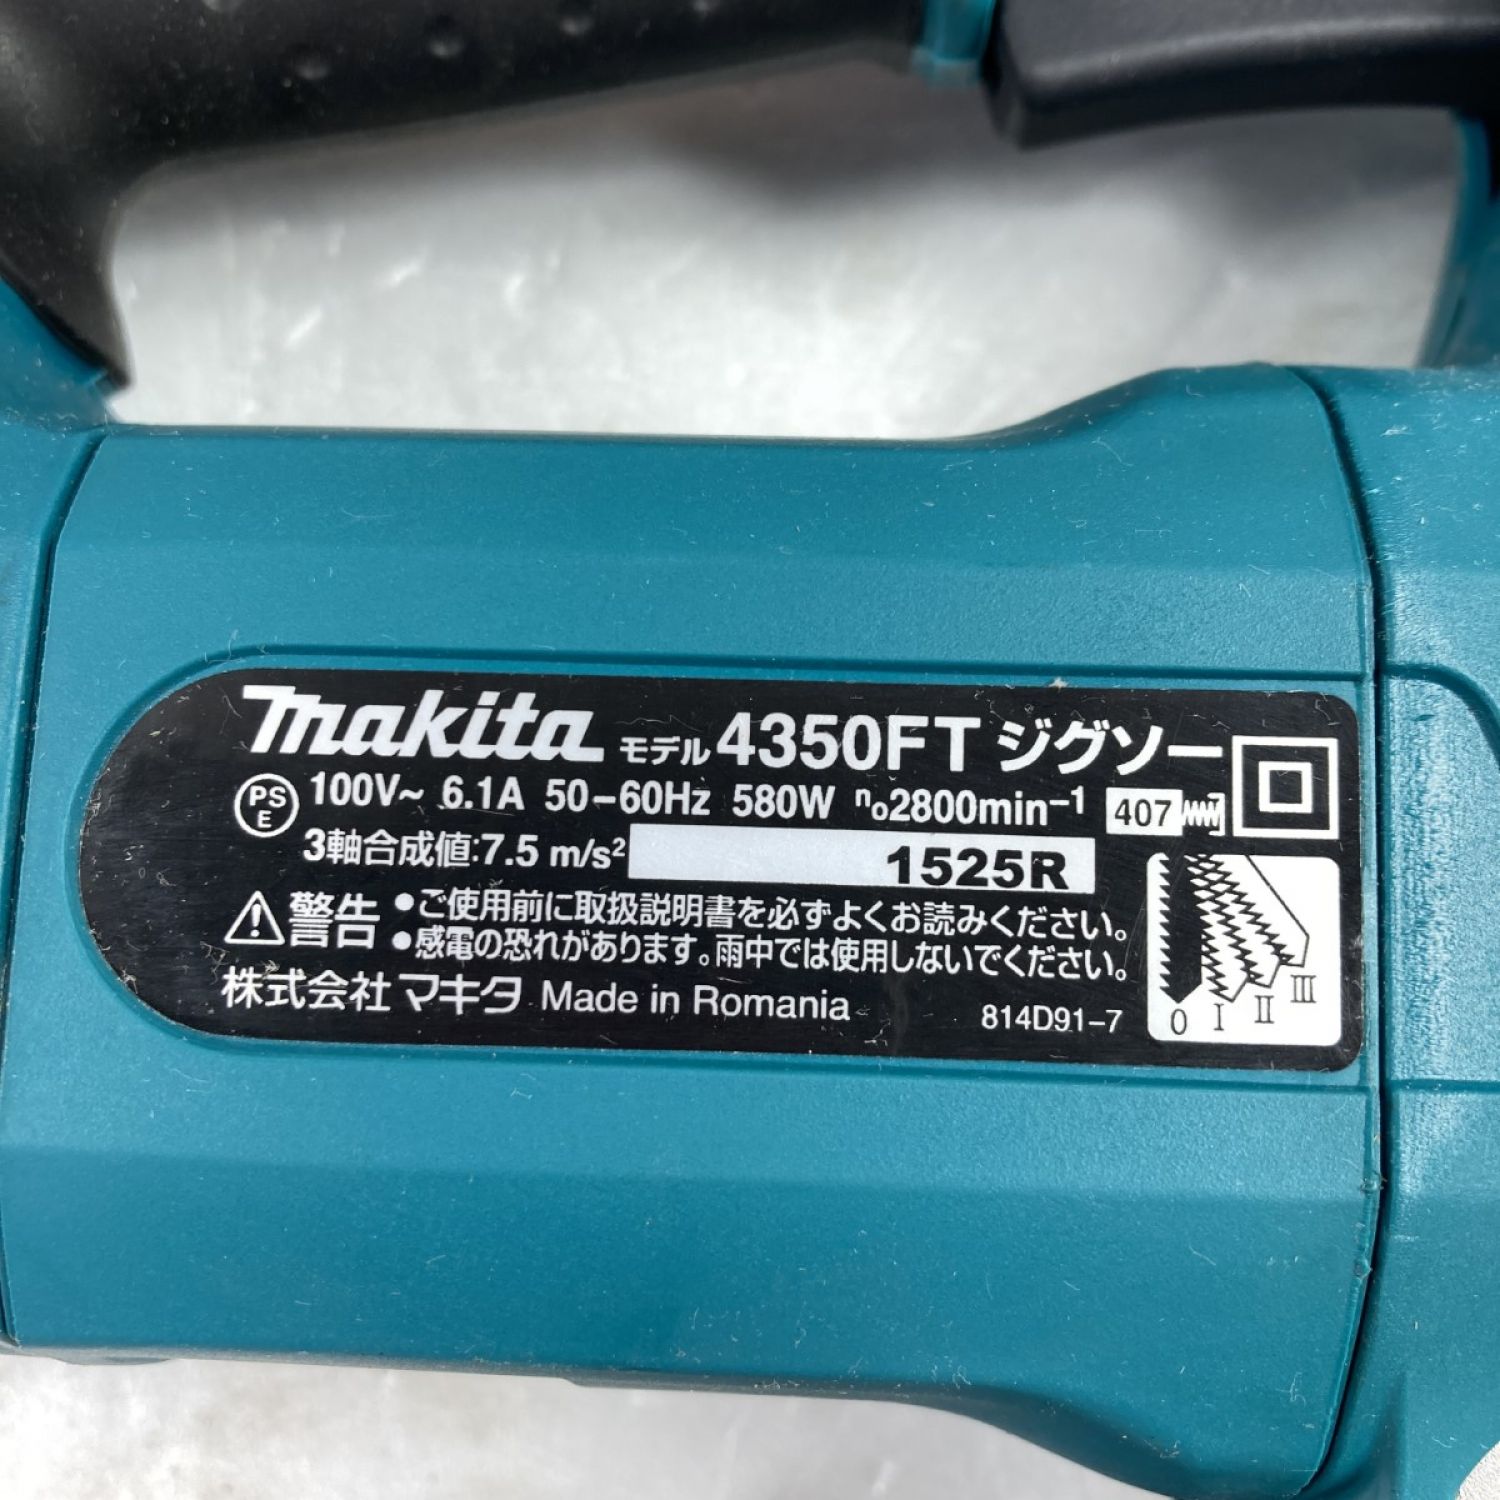 makita モデル 4350FT ジグソー
PS E 100V~ 6.1A 50-60Hz 580W n₀2800min⁻¹ 407
3軸合成値:7.5 m/s² 1525R
警告 •ご使用前に取扱説明書を必ずよくお読みください。
•感電の恐れがあります。雨中では使用しないでください。
株式会社マキタ Made in Romania 814D91-7
0 I II III